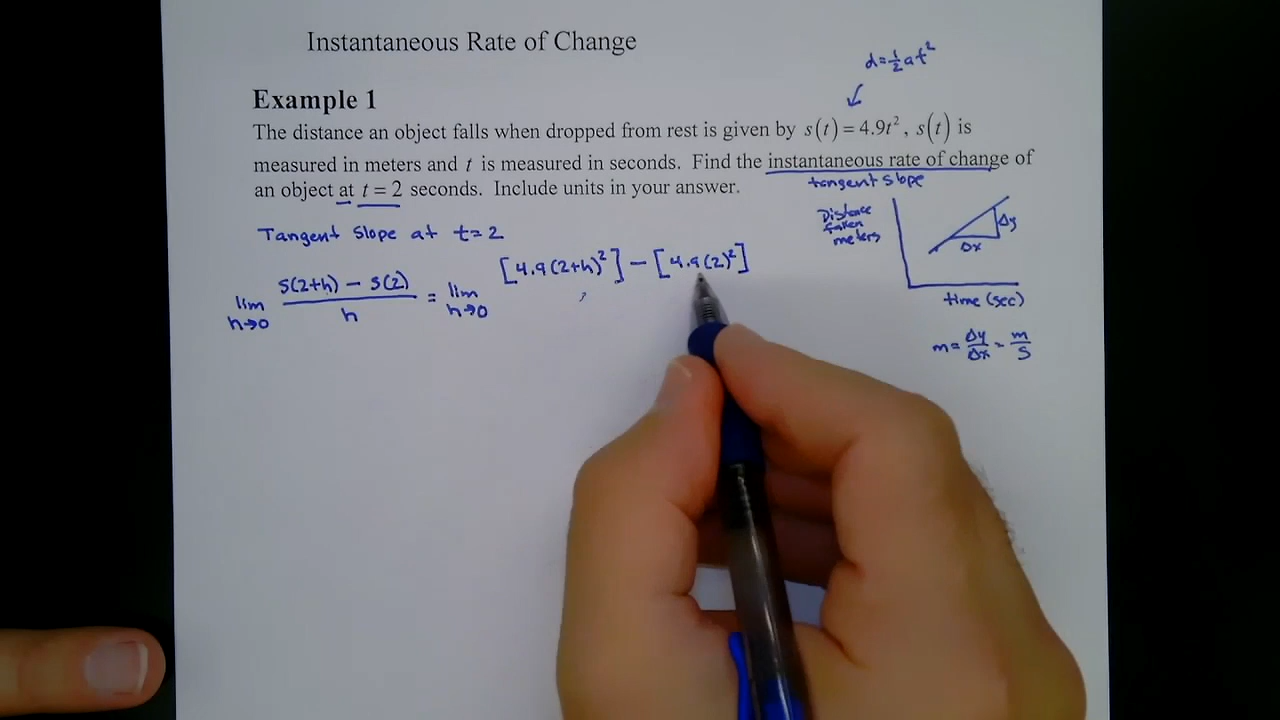 Instantaneous Rate of Change
d=½at²
Example 1
The distance an object falls when dropped from rest is given by s(t) = 4.9t², s(t) is
measured in meters and t is measured in seconds. Find the instantaneous rate of change of
an object at t = 2 seconds. Include units in your answer.
tangent slope
Tangent Slope at t=2
Distance
fallen
meters
Δy
Δx
time (sec)
lim h→0 (s(2+h) − s(2))/h = lim h→0 [4.9(2+h)²] − [4.9(2)²]
m = Δy/Δx = m/s